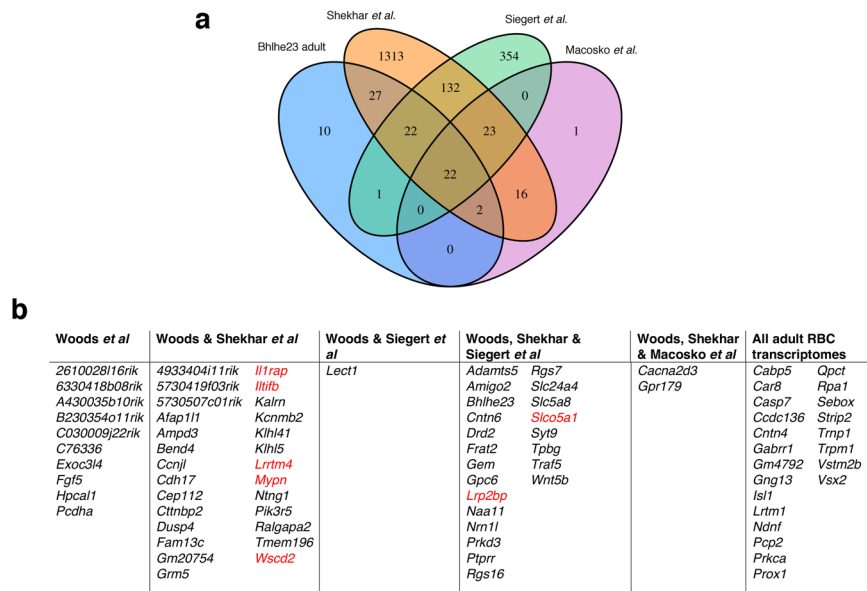 a
Shekhar et al.
Siegert et al.
Bhlhe23 adult
Macosko et al.
1313
354
27
132
0
10
22
23
1
22
1
16
0
2
0
b
Woods et al
2610028l16rik
6330418b08rik
A430035b10rik
B230354o11rik
C030009j22rik
C76336
Exoc3l4
Fgf5
Hpcal1
Pcdha
Woods & Shekhar et al
4933404i11rik
5730419f03rik
5730507c01rik
Afap1l1
Ampd3
Bend4
Ccnjl
Cdh17
Cep112
Cttnbp2
Dusp4
Fam13c
Gm20754
Grm5
Il1rap
Iltifb
Kalrn
Kcnmb2
Klhl41
Klhl5
Lrrtm4
Mypn
Ntng1
Pik3r5
Ralgapa2
Tmem196
Wscd2
Woods & Siegert et
al
Lect1
Woods, Shekhar &
Siegert et al
Adamts5
Amigo2
Bhlhe23
Cntn6
Drd2
Frat2
Gem
Gpc6
Lrp2bp
Naa11
Nrn1l
Prkd3
Ptprr
Rgs16
Rgs7
Slc24a4
Slc5a8
Slco5a1
Syt9
Tpbg
Traf5
Wnt5b
Woods, Shekhar
& Macosko et al
Cacna2d3
Gpr179
All adult RBC
transcriptomes
Cabp5
Car8
Casp7
Ccdc136
Cntn4
Gabrr1
Gm4792
Gng13
Isl1
Lrtm1
Ndnf
Pcp2
Prkca
Prox1
Qpct
Rpa1
Sebox
Strip2
Trnp1
Trpm1
Vstm2b
Vsx2